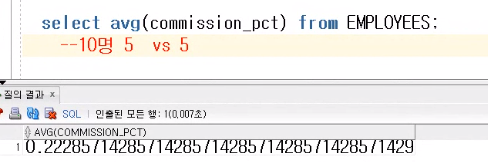 select avg(commission_pct) from EMPLOYEES;
--10명 5 vs 5
질의 결과 x
SQL | 인출된 모든 행: 1(0,007초)
AVG(COMMISSION_PCT)
1 0.2228571428571428571428571428571428571429